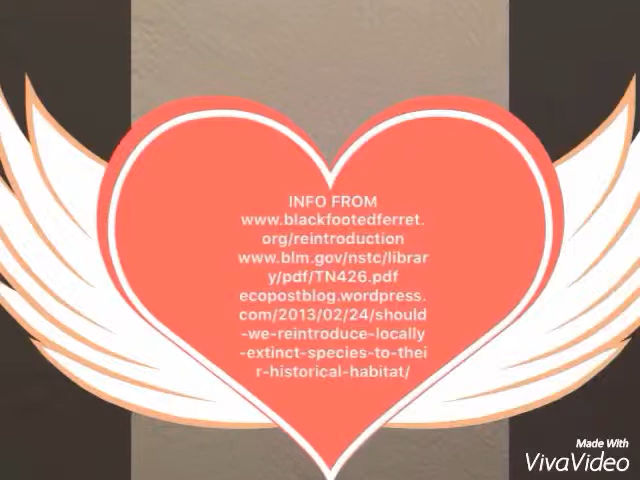 INFO FROM
www.blackfootedferret.
org/reintroduction
www.blm.gov/nstc/librar
y/pdf/TN426.pdf
ecopostblog.wordpress.
com/2013/02/24/should
-we-reintroduce-locally
-extinct-species-to-thei
r-historical-habitat/
Made With
VivaVideo